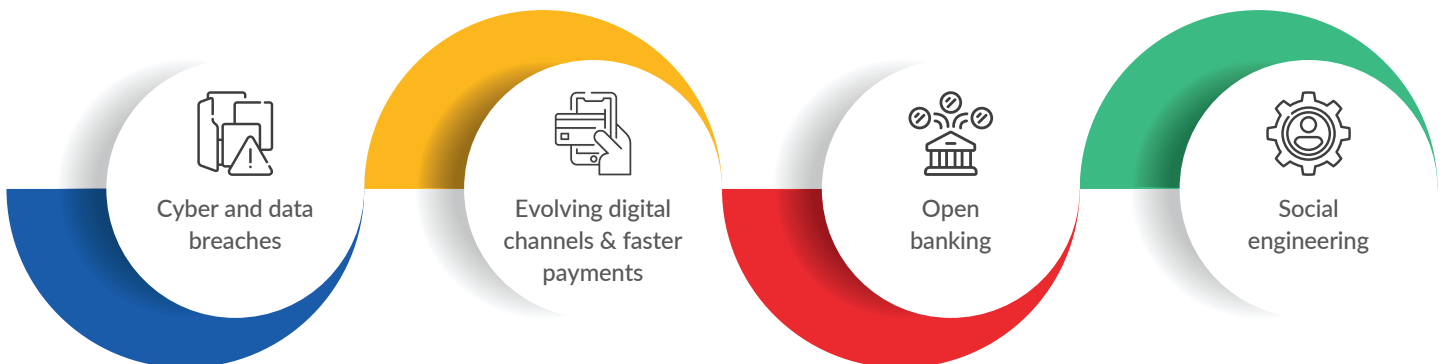 Cyber and data
breaches
Evolving digital
channels & faster
payments
Open
banking
Social
engineering